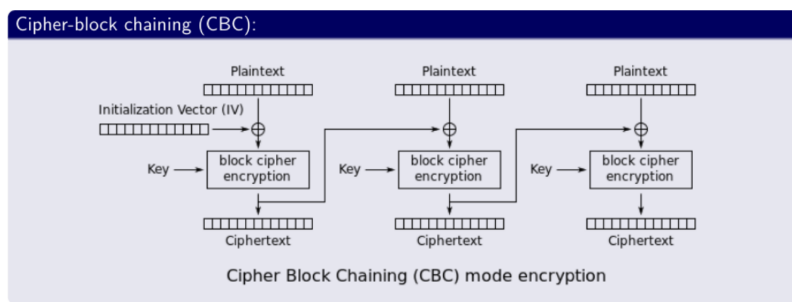 Cipher-block chaining (CBC):
Plaintext Plaintext Plaintext
Initialization Vector (IV)
Key block cipher encryption Key block cipher encryption Key block cipher encryption
Ciphertext Ciphertext Ciphertext
Cipher Block Chaining (CBC) mode encryption